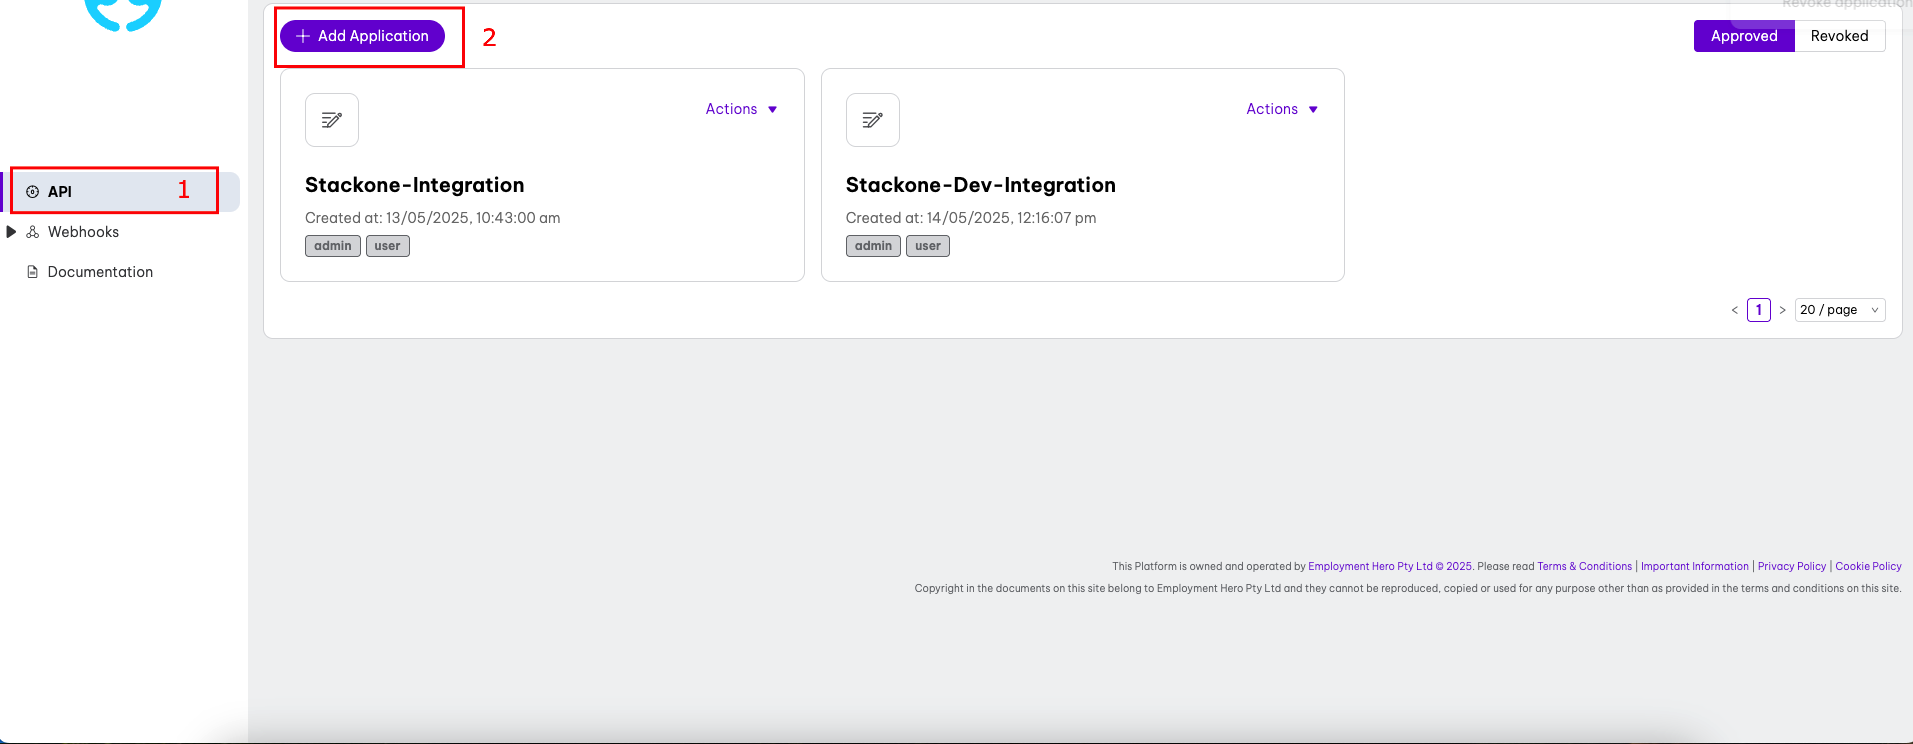 Revoke application
+ Add Application
2
Approved
Revoked
Actions
Actions
Stackone-Integration
Created at: 13/05/2025, 10:43:00 am
admin
user
Stackone-Dev-Integration
Created at: 14/05/2025, 12:16:07 pm
admin
user
API
1
Webhooks
Documentation
< 1 >
20 / page
This Platform is owned and operated by Employment Hero Pty Ltd © 2025. Please read Terms & Conditions | Important Information | Privacy Policy | Cookie Policy
Copyright in the documents on this site belong to Employment Hero Pty Ltd and they cannot be reproduced, copied or used for any purpose other than as provided in the terms and conditions on this site.